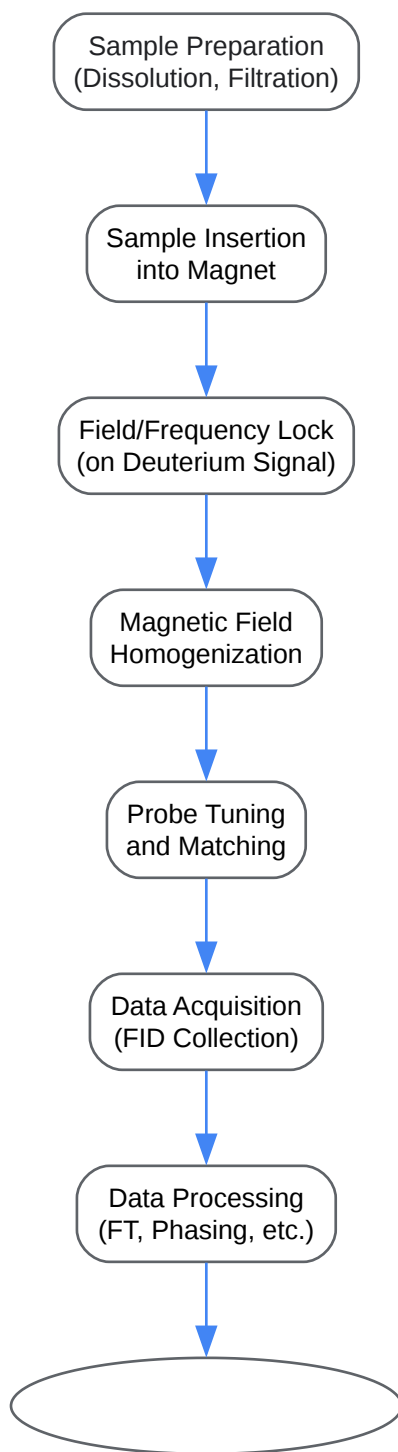 Sample Preparation
(Dissolution, Filtration)
Sample Insertion
into Magnet
Field/Frequency Lock
(on Deuterium Signal)
Magnetic Field
Homogenization
Probe Tuning
and Matching
Data Acquisition
(FID Collection)
Data Processing
(FT, Phasing, etc.)